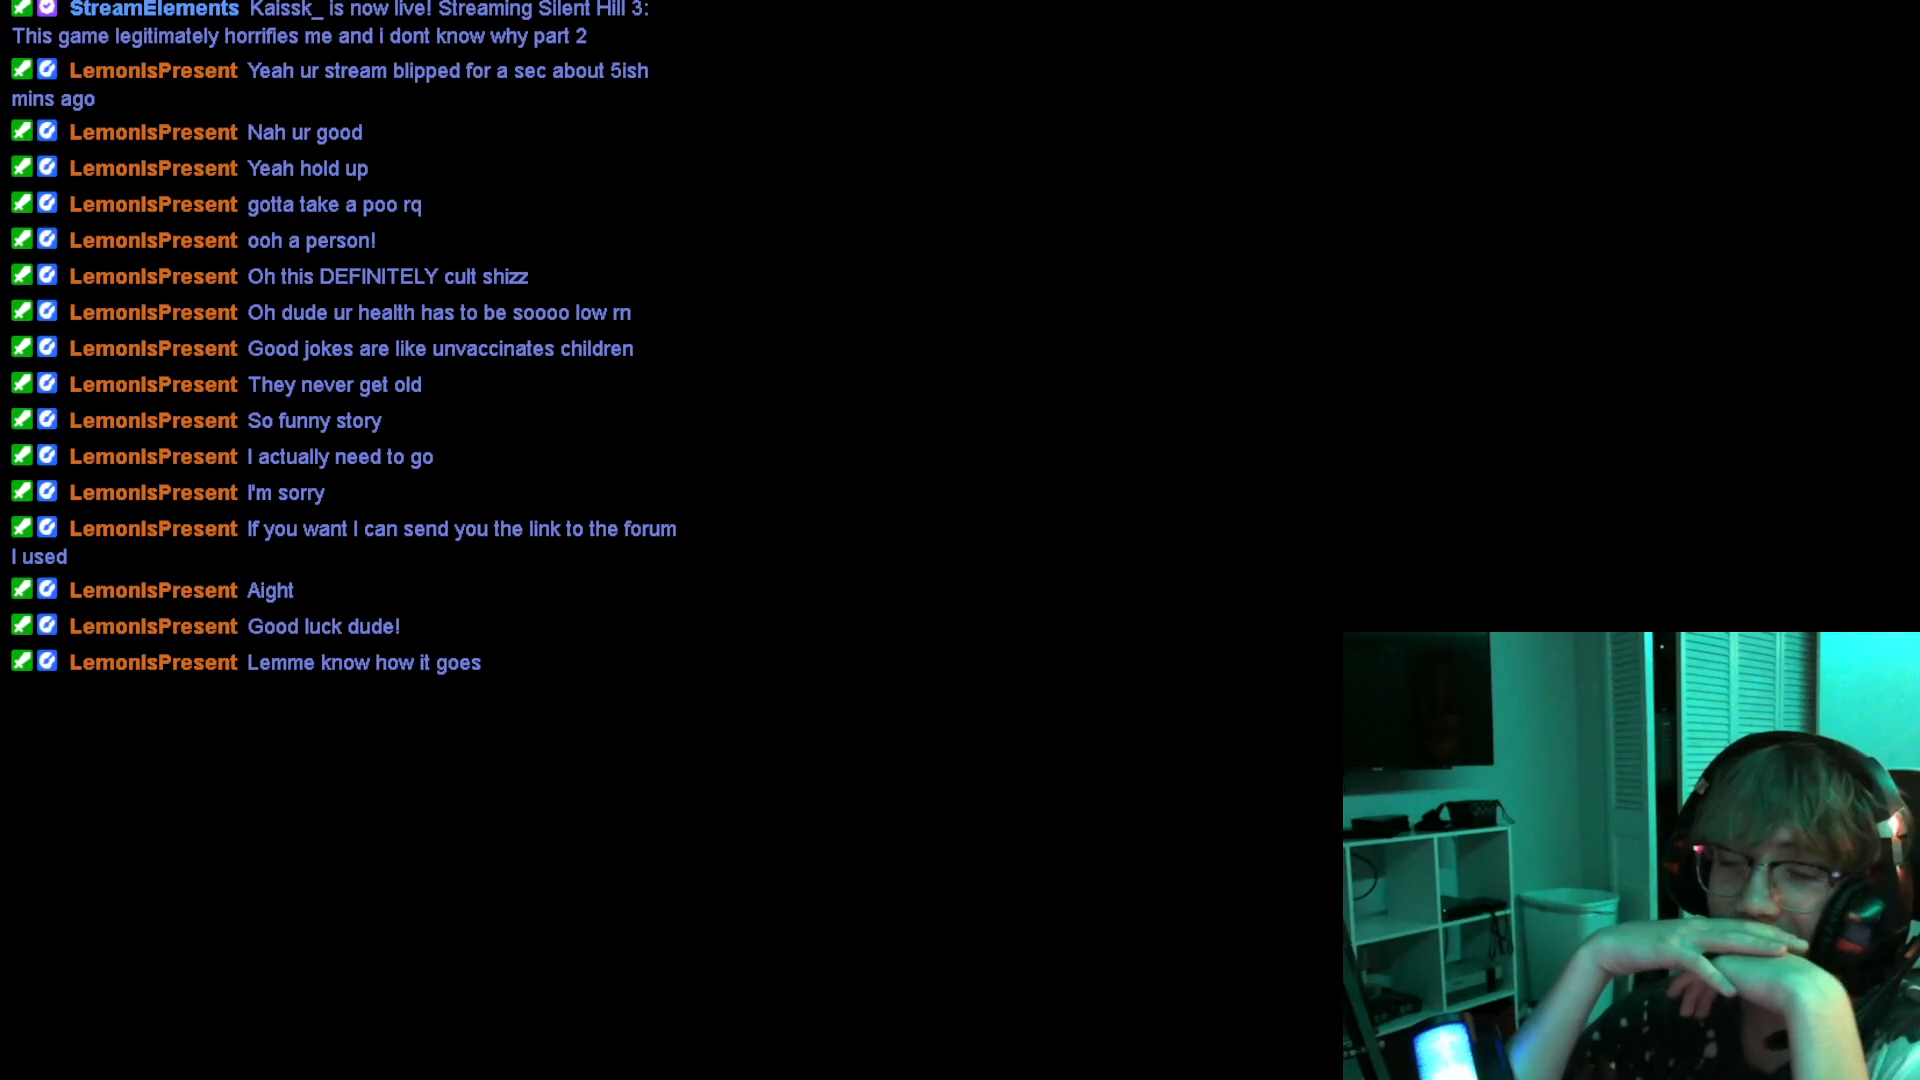 StreamElements Kaissk_ is now live! Streaming Silent Hill 3:
This game legitimately horrifies me and i dont know why part 2
LemonIsPresent Yeah ur stream blipped for a sec about 5ish
mins ago
LemonIsPresent Nah ur good
LemonIsPresent Yeah hold up
LemonIsPresent gotta take a poo rq
LemonIsPresent ooh a person!
LemonIsPresent Oh this DEFINITELY cult shizz
LemonIsPresent Oh dude ur health has to be soooo low rn
LemonIsPresent Good jokes are like unvaccinates children
LemonIsPresent They never get old
LemonIsPresent So funny story
LemonIsPresent I actually need to go
LemonIsPresent I'm sorry
LemonIsPresent If you want I can send you the link to the forum
I used
LemonIsPresent Aight
LemonIsPresent Good luck dude!
LemonIsPresent Lemme know how it goes